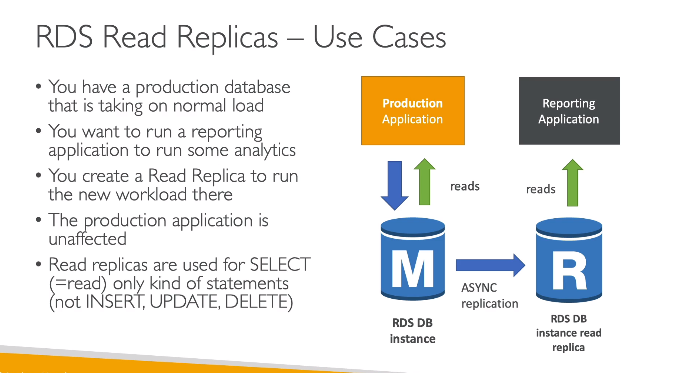 RDS Read Replicas – Use Cases
• You have a production database
that is taking on normal load
• You want to run a reporting
application to run some analytics
• You create a Read Replica to run
the new workload there
• The production application is
unaffected
• Read replicas are used for SELECT
(=read) only kind of statements
(not INSERT, UPDATE, DELETE)
Production
Application
Reporting
Application
reads
reads
M
R
ASYNC
replication
RDS DB
instance
RDS DB
instance read
replica